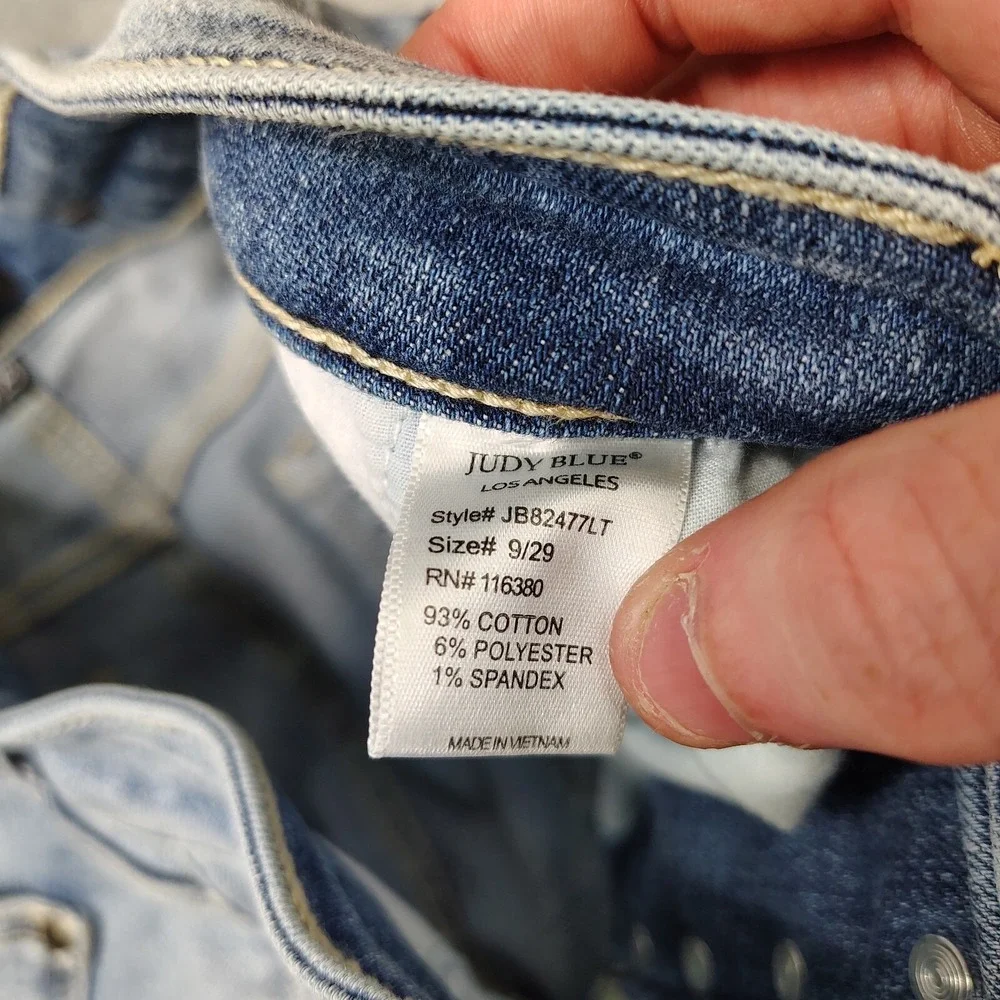 JUDY BLUE®
LOS ANGELES
Style# JB82477LT
Size# 9/29
RN# 116380
93% COTTON
6% POLYESTER
1% SPANDEX
MADE IN VIETNAM